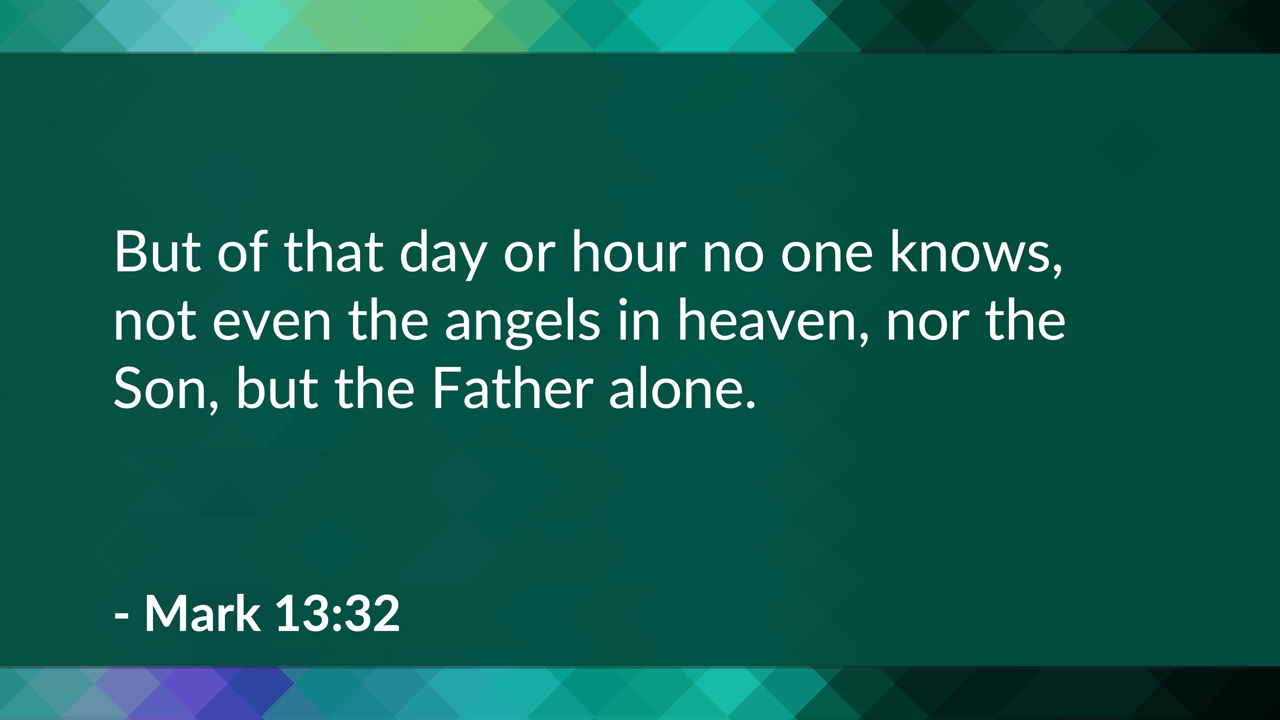 But of that day or hour no one knows,
not even the angels in heaven, nor the
Son, but the Father alone.
- Mark 13:32